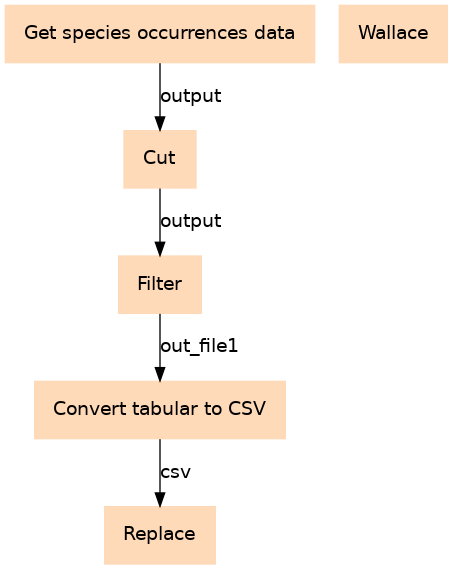 Get species occurrences data
Wallace
output
Cut
output
Filter
out_file1
Convert tabular to CSV
csv
Replace